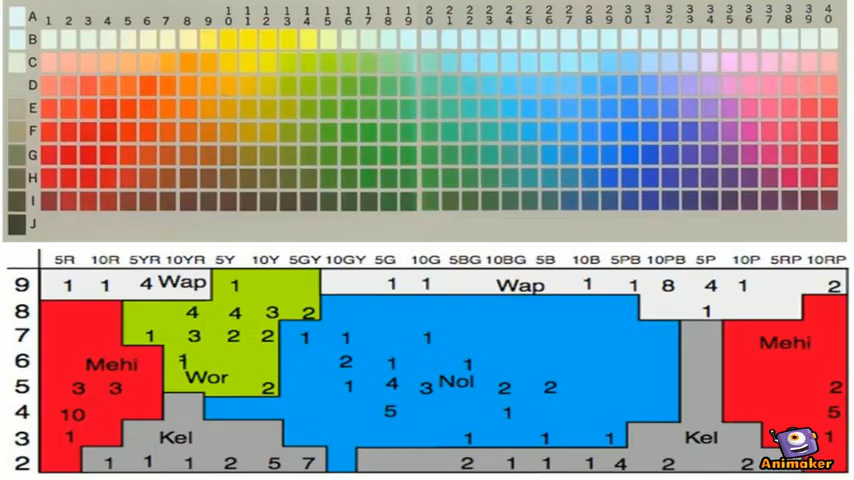 1 2 3 4 5 6 7 8 9 10 11 12 13 14 15 16 17 18 19 20 21 22 23 24 25 26 27 28 29 30 31 32 33 34 35 36 37 38 39 40
A
B
C
D
E
F
G
H
I
J
5R 10R 5YR 10YR 5Y 10Y 5GY 10GY 5G 10G 5BG 10BG 5B 10B 5PB 10PB 5P 10P 5RP 10RP
9 1 1 4 Wap 1 1 1 Wap 1 1 8 4 1 2
8 4 4 3 2 1
7 1 3 2 2 1 1 1 Mehi
6 Mehi 1 2 1 1
Wor
5 3 3 2 1 4 3 Nol 2 2 2
4 10 5 1 5
3 1 Kel 1 1 1 Kel 1
2 1 1 1 2 5 7 2 1 1 1 4 2 2
Animaker